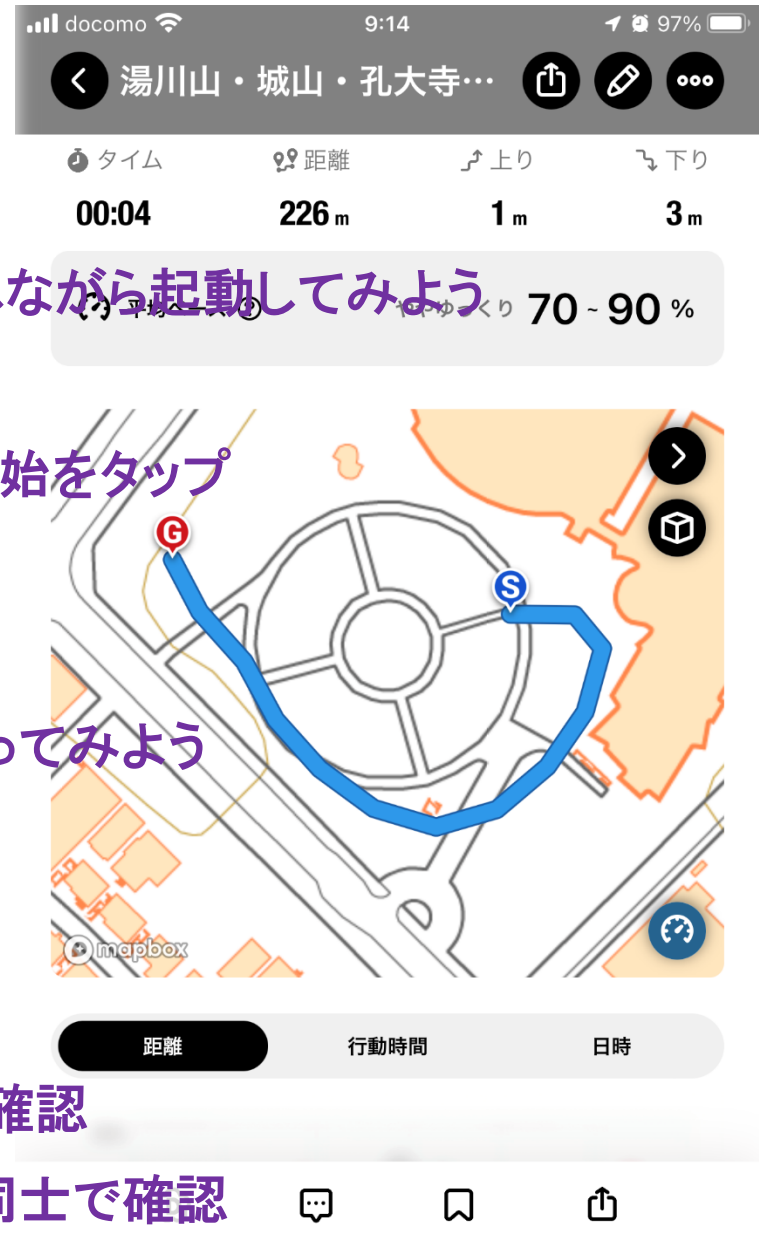 docomo 9:14 97%
湯川山・城山・孔大寺…
タイム 距離 上り 下り
00:04 226 m 1 m 3 m
ながら起動してみよう
平均ペース ? ややゆっくり 70 ~ 90 %
始をタップ
G
S
ってみよう
mapbox
距離 行動時間 日時
確認
同士で確認